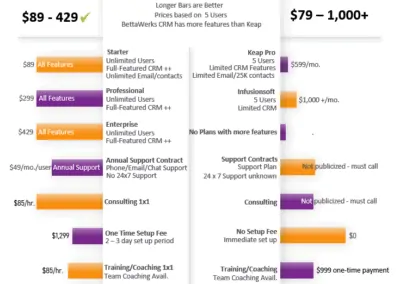 Longer Bars are Better
$89 - 429
Prices based on 5 Users
$79 – 1,000+
BettaWerks CRM has more features than Keap
Starter
Unlimited Users
Full-Featured CRM ++
Unlimited Email/contacts
$89
All Features
Keap Pro
5 Users
Limited CRM Features
Limited Email/25K contacts
$599/mo.
Professional
Unlimited Users
Full-Featured CRM ++
$299
All Features
Infusionsoft
5 Users
Limited CRM
$1,000 +/mo.
Enterprise
Unlimited Users
Full-Featured CRM ++
$429
All Features
No Plans with more features
Annual Support Contract
Phone/Email/Chat Support
No 24x7 Support
$49/mo./user
Annual Support
Support Contracts
Support Plan
24 x 7 Support unknown
Not publicized - must call
$85/hr.
Consulting 1x1
Consulting
Not publicized - must call
$1,299
One Time Setup Fee
2 – 3 day set up period
No Setup Fee
Immediate set up
$0
$85/hr.
Training/Coaching 1x1
Team Coaching Avail.
Training/Coaching
Team Coaching Avail.
$999 one-time payment